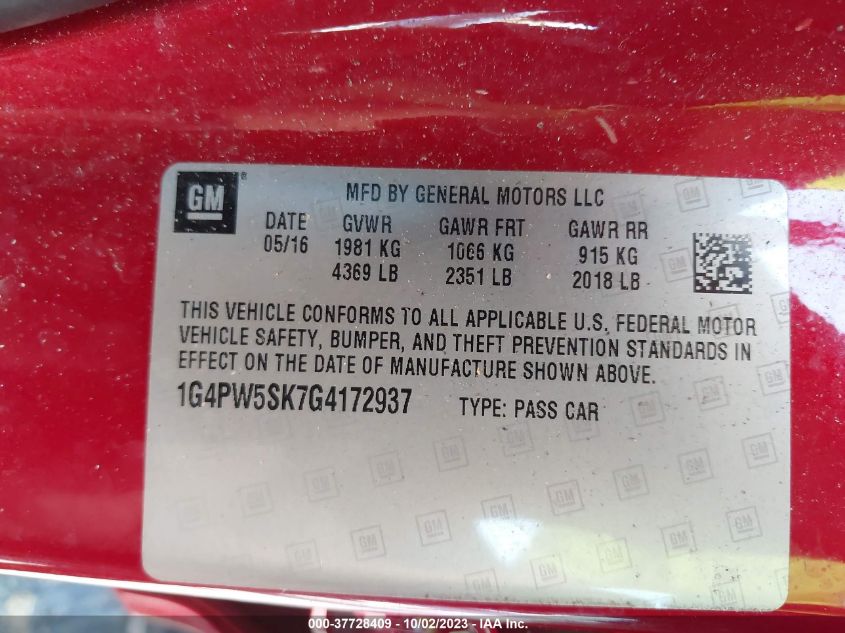 GM ®
MFD BY GENERAL MOTORS LLC
DATE GVWR GAWR FRT GAWR RR
05/16 1981 KG 1066 KG 915 KG
4369 LB 2351 LB 2018 LB
THIS VEHICLE CONFORMS TO ALL APPLICABLE U.S. FEDERAL MOTOR
VEHICLE SAFETY, BUMPER, AND THEFT PREVENTION STANDARDS IN
EFFECT ON THE DATE OF MANUFACTURE SHOWN ABOVE.
1G4PW5SK7G4172937 TYPE: PASS CAR
000-37728409 - 10/02/2023 - IAA Inc.